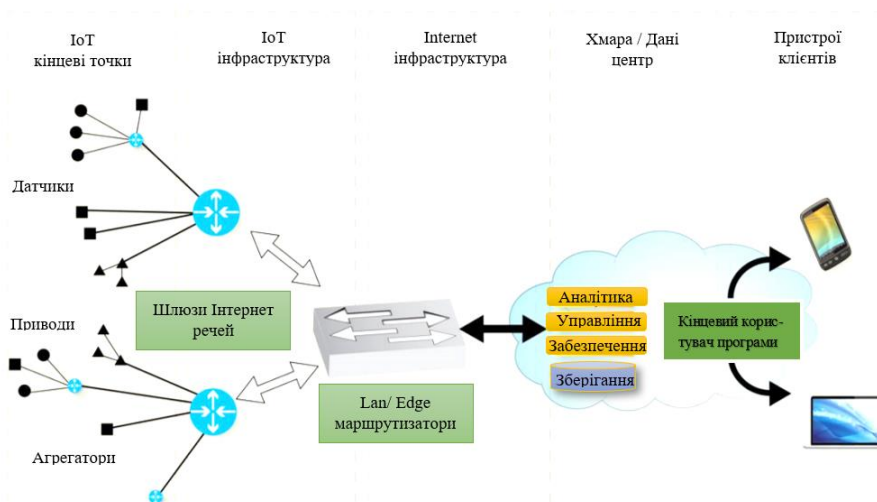 IoT
кінцеві точки
IoT
інфраструктура
Internet
інфраструктура
Хмара / Дані
центр
Пристрої
клієнтів
Датчики
Приводи
Агрегатори
Шлюзи Інтернет
речей
Lan/ Edge
маршрутизатори
Аналітика
Управління
Забезпечення
Зберігання
Кінцевий корис-
тувач програми